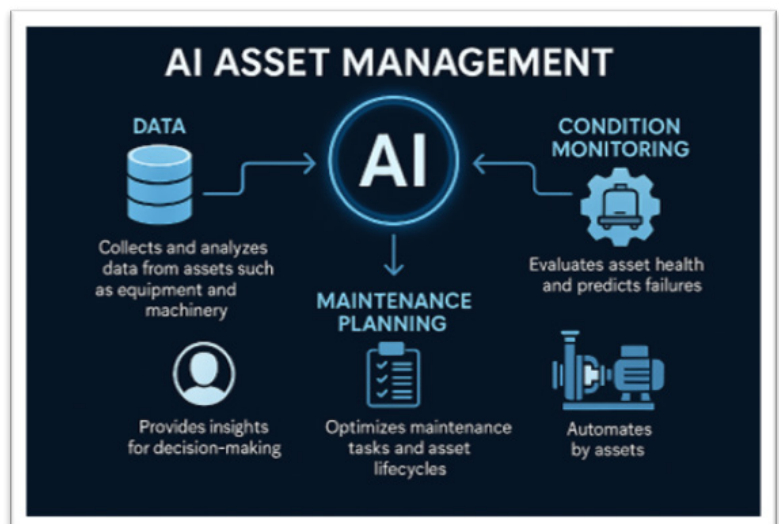 AI ASSET MANAGEMENT
DATA
Collects and analyzes
data from assets such
as equipment and
machinery
AI
CONDITION
MONITORING
Evaluates asset health
and predicts failures
MAINTENANCE
PLANNING
Provides insights
for decision-making
Optimizes maintenance
tasks and asset
lifecycles
Automates
by assets